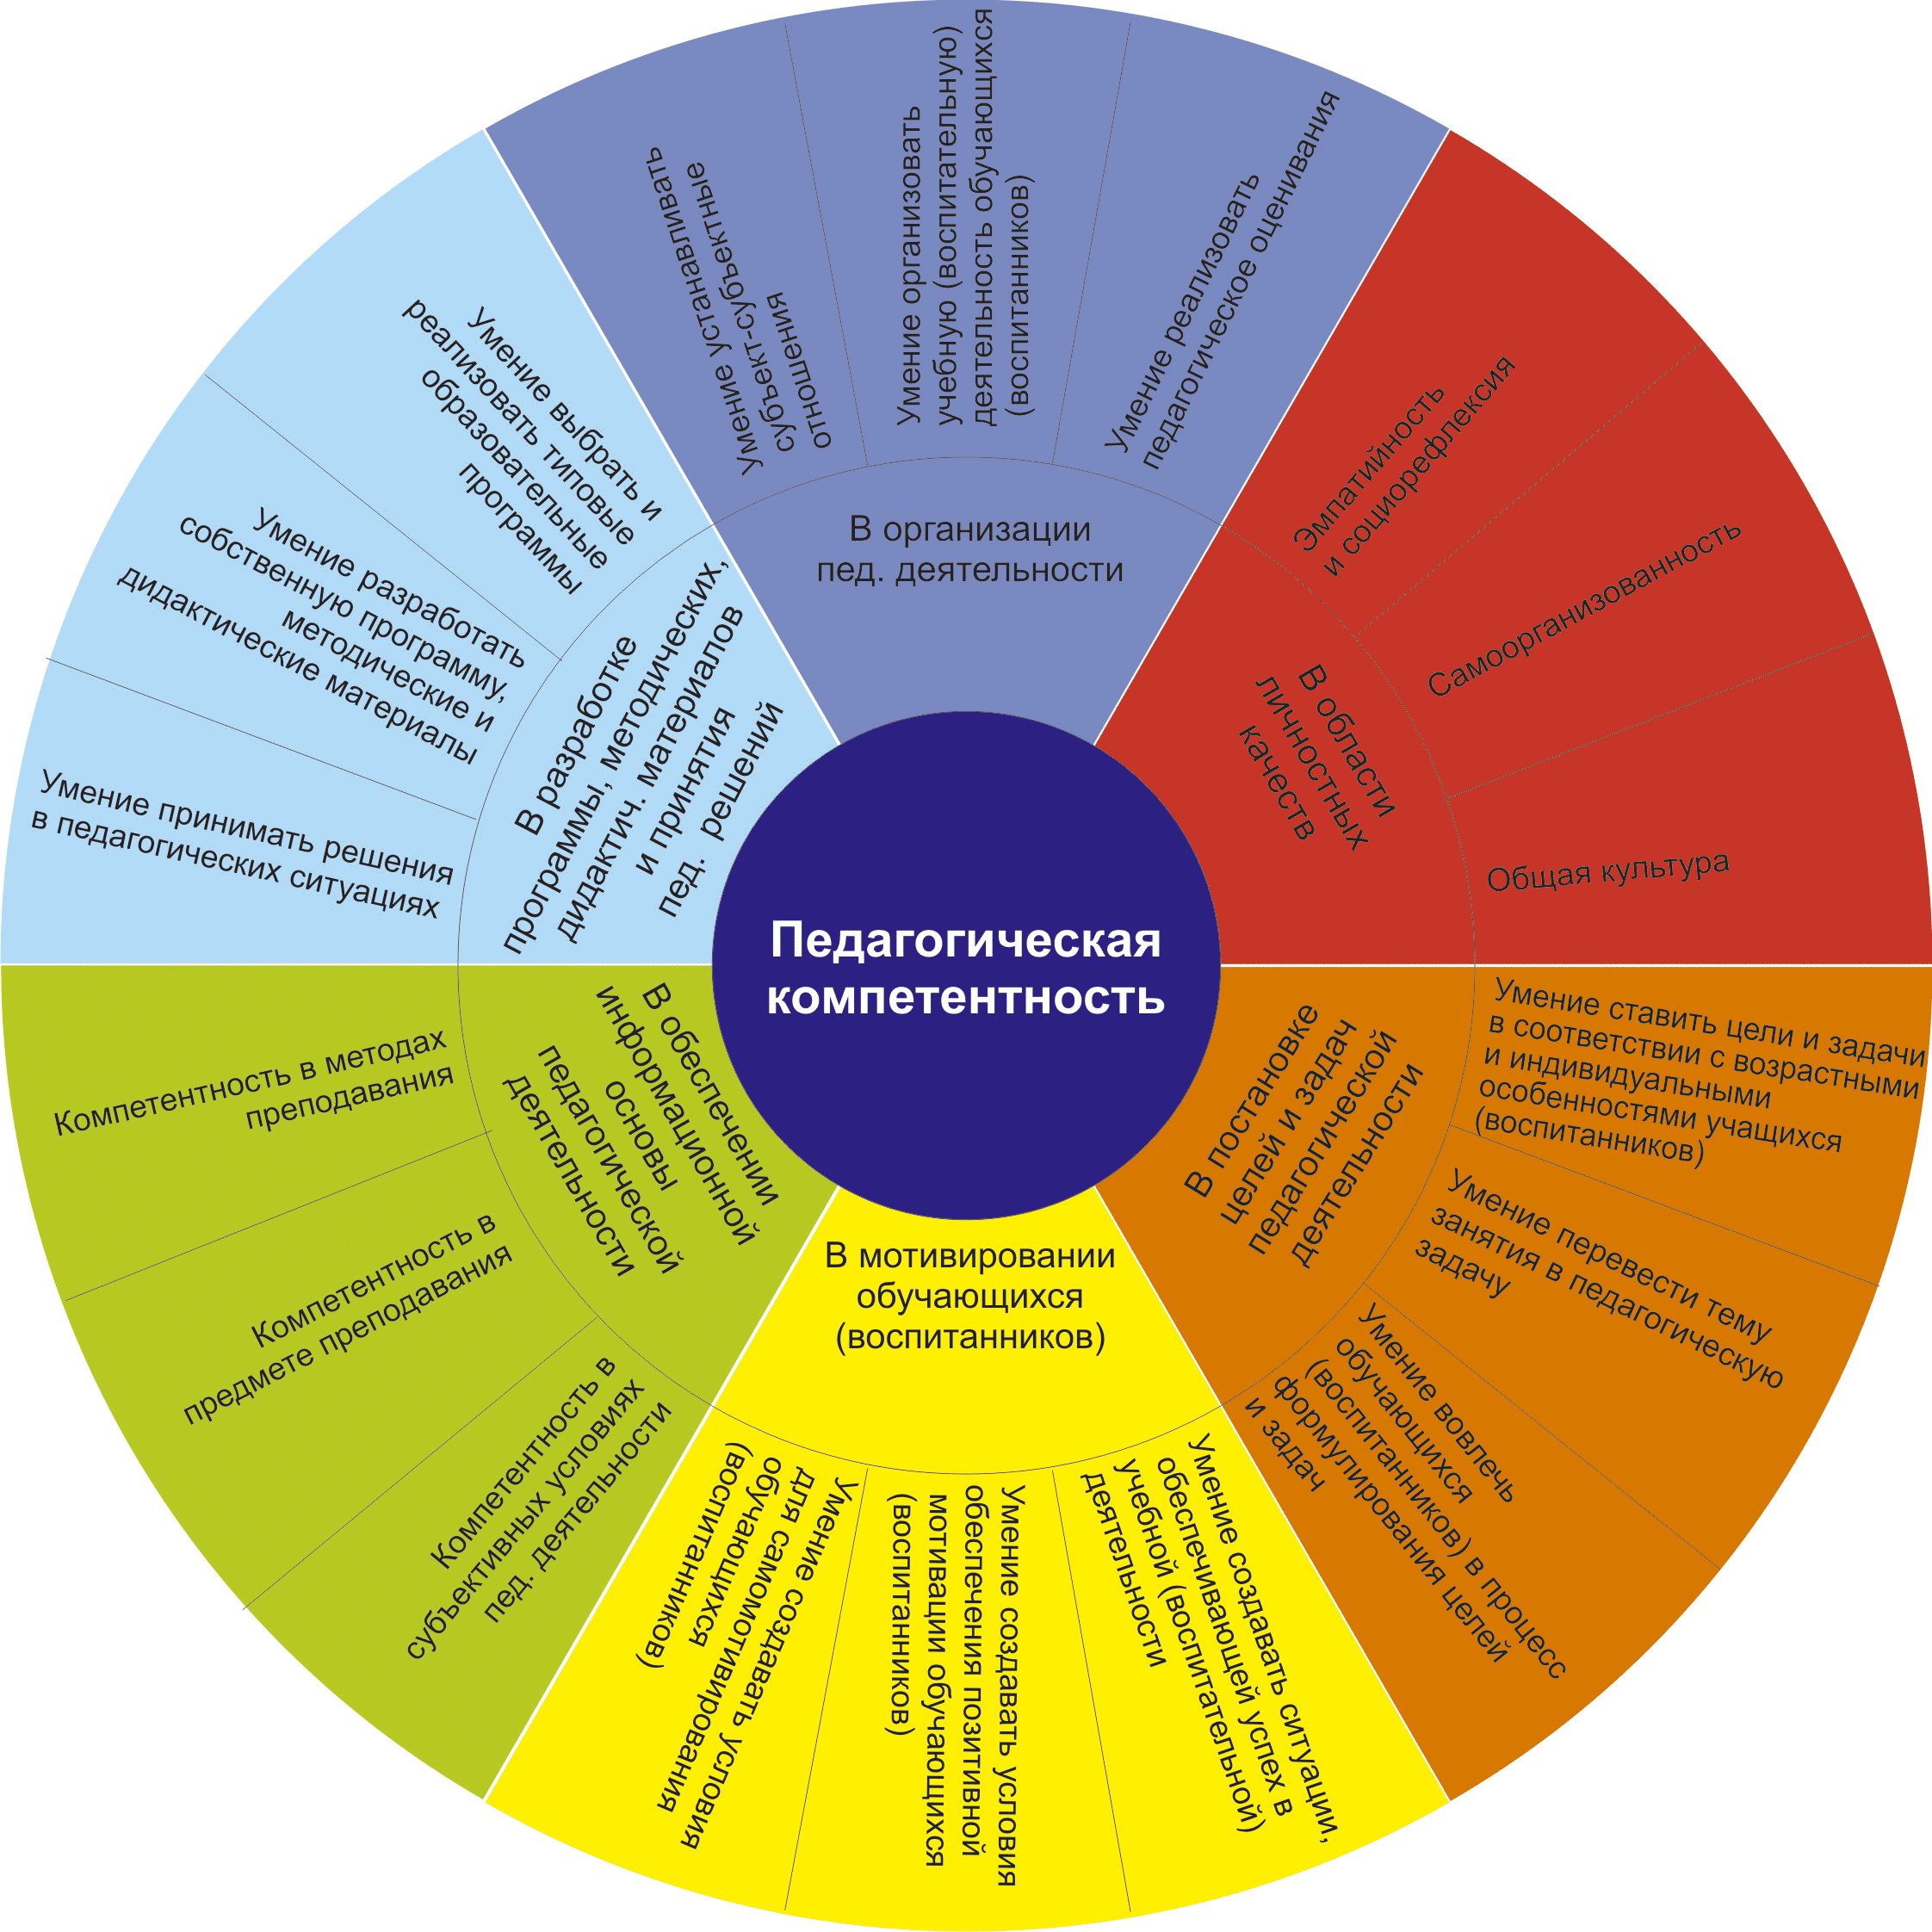 Педагогическая
компетентность
В организации
пед. деятельности
Умение устанавливать
субъект-субъектные
отношения
Умение организовать
учебную (воспитательную)
деятельность обучающихся
(воспитанников)
Умение реализовать
педагогическое оценивания
В области
личностных
качеств
Эмпатийность
и социорефлексия
Самоорганизованность
Общая культура
В постановке
целей и задач
педагогической
деятельности
Умение ставить цели и задачи
в соответствии с возрастными
и индивидуальными
особенностями учащихся
(воспитанников)
Умение перевести тему
занятия в педагогическую
задачу
Умение вовлечь
обучающихся
(воспитанников) в процесс
формулирования целей
и задач
В мотивировании
обучающихся
(воспитанников)
Умение создавать ситуации,
обеспечивающей успех в
учебной (воспитательной)
деятельности
Умение создавать условия
обеспечения позитивной
мотивации обучающихся
(воспитанников)
Умение создавать условия
для самомотивирования
обучающихся
(воспитанников)
В обеспечении
информационной
основы
педагогической
деятельности
Компетентность в
субъективных условиях
пед. деятельности
Компетентность в
предмете преподавания
Компетентность в методах
преподавания
В разработке
программы, методических,
дидактич. материалов
и принятия
пед. решений
Умение принимать решения
в педагогических ситуациях
Умение разработать
собственную программу,
методические и
дидактические материалы
Умение выбрать и
реализовать типовые
образовательные
программы